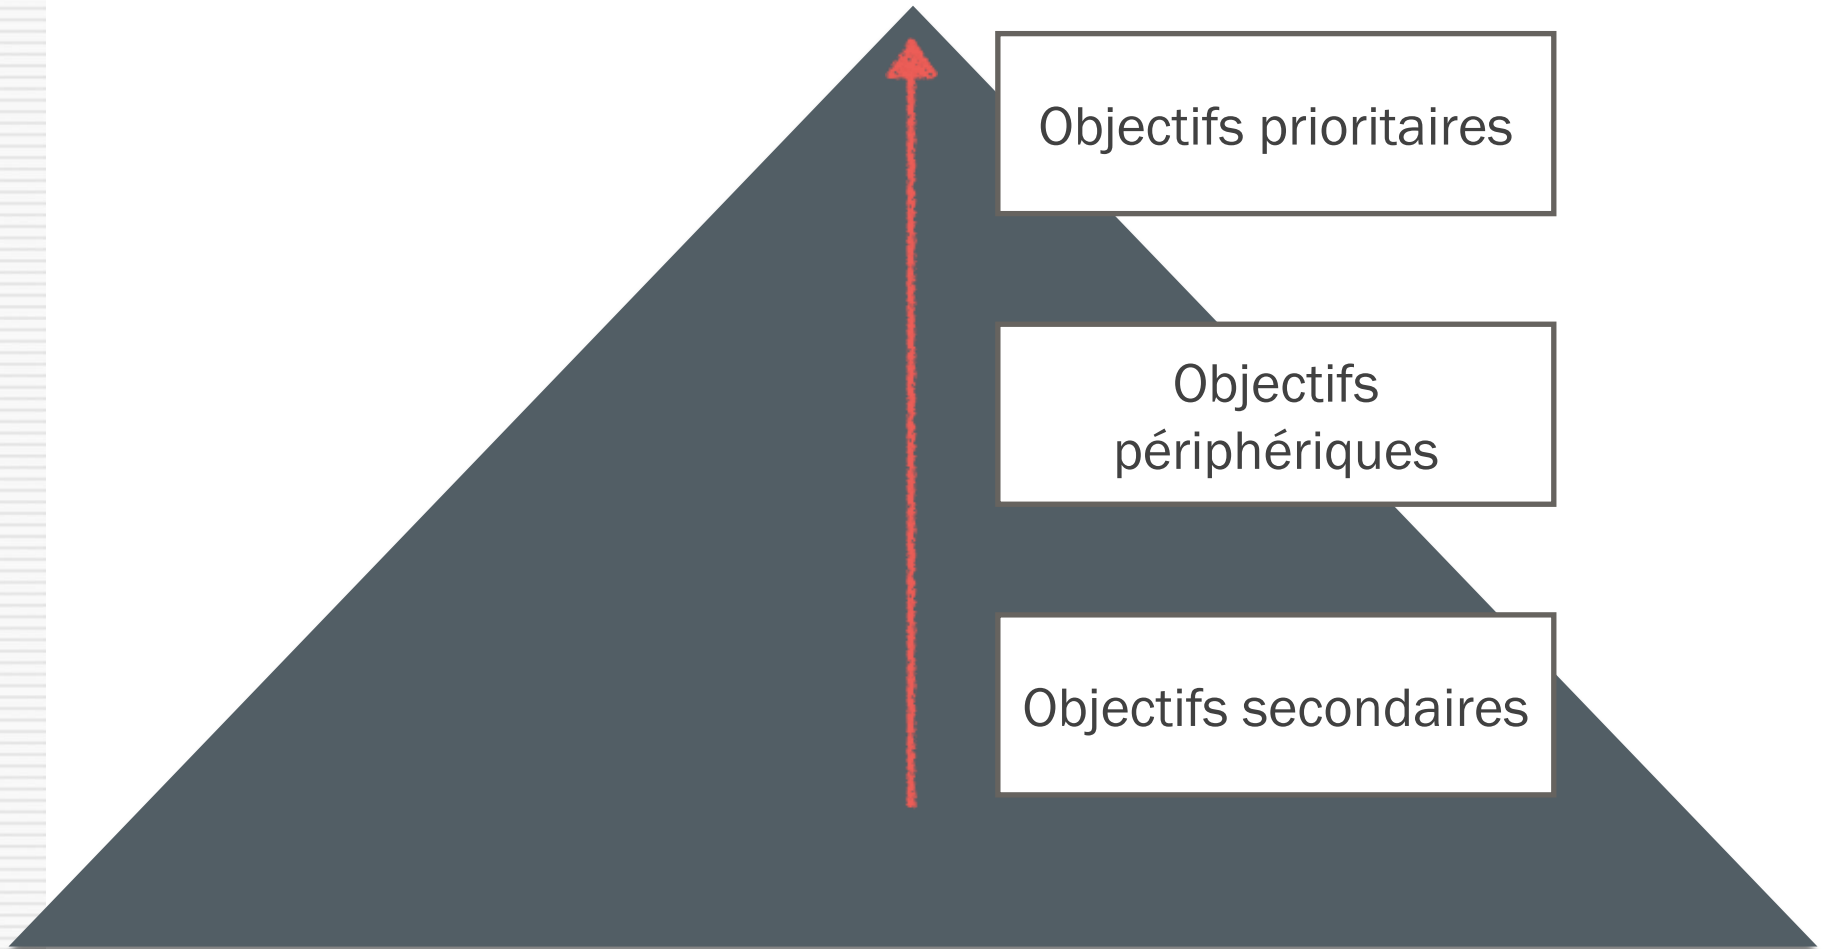 Objectifs prioritaires
Objectifs
périphériques
Objectifs secondaires